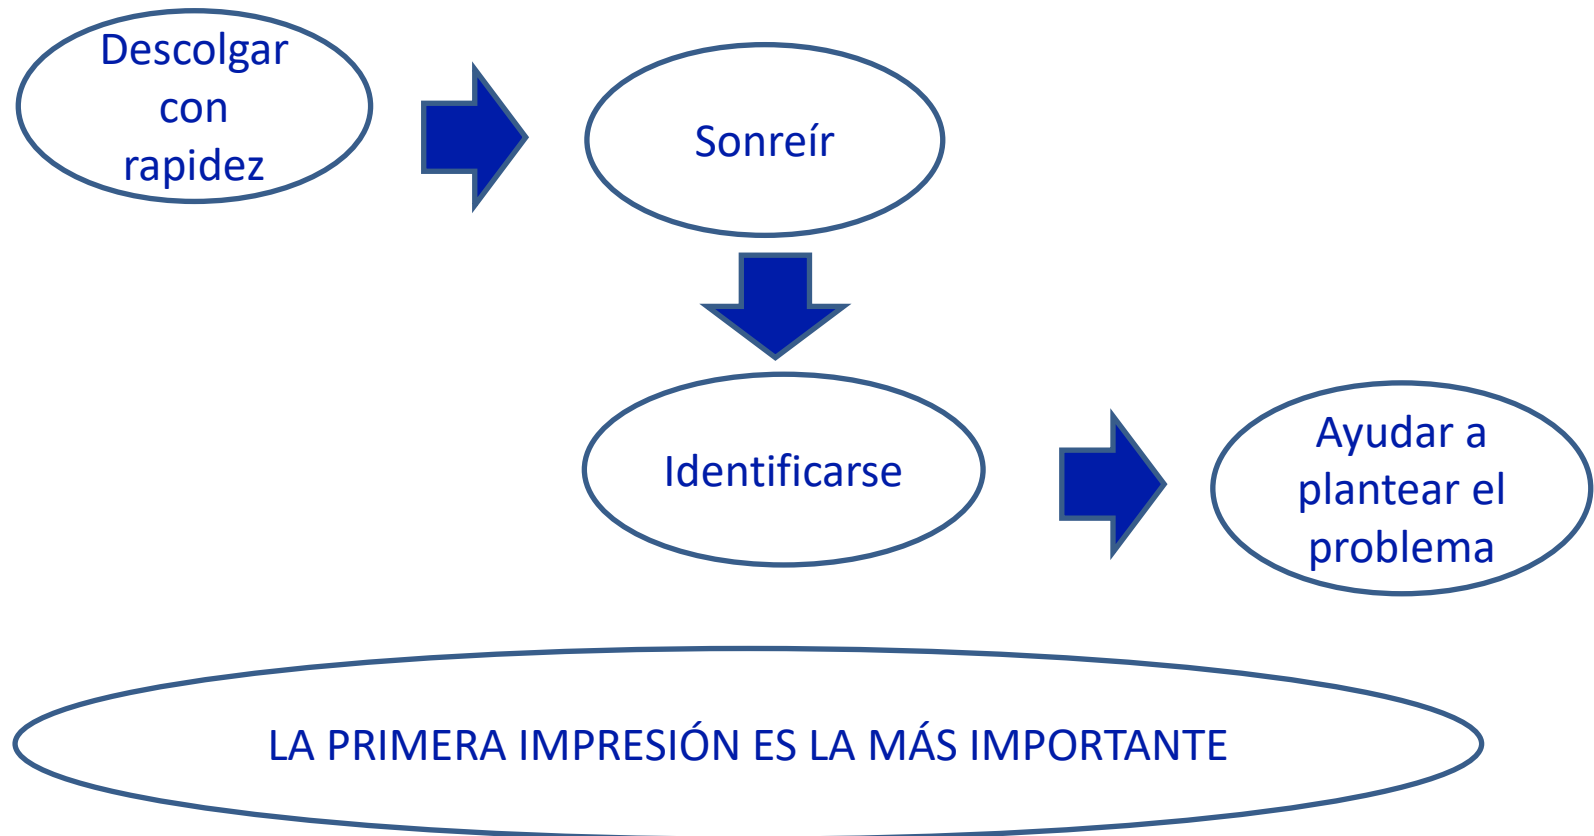 Descolgar
con
rapidez
Sonreír
Identificarse
Ayudar a
plantear el
problema
LA PRIMERA IMPRESIÓN ES LA MÁS IMPORTANTE